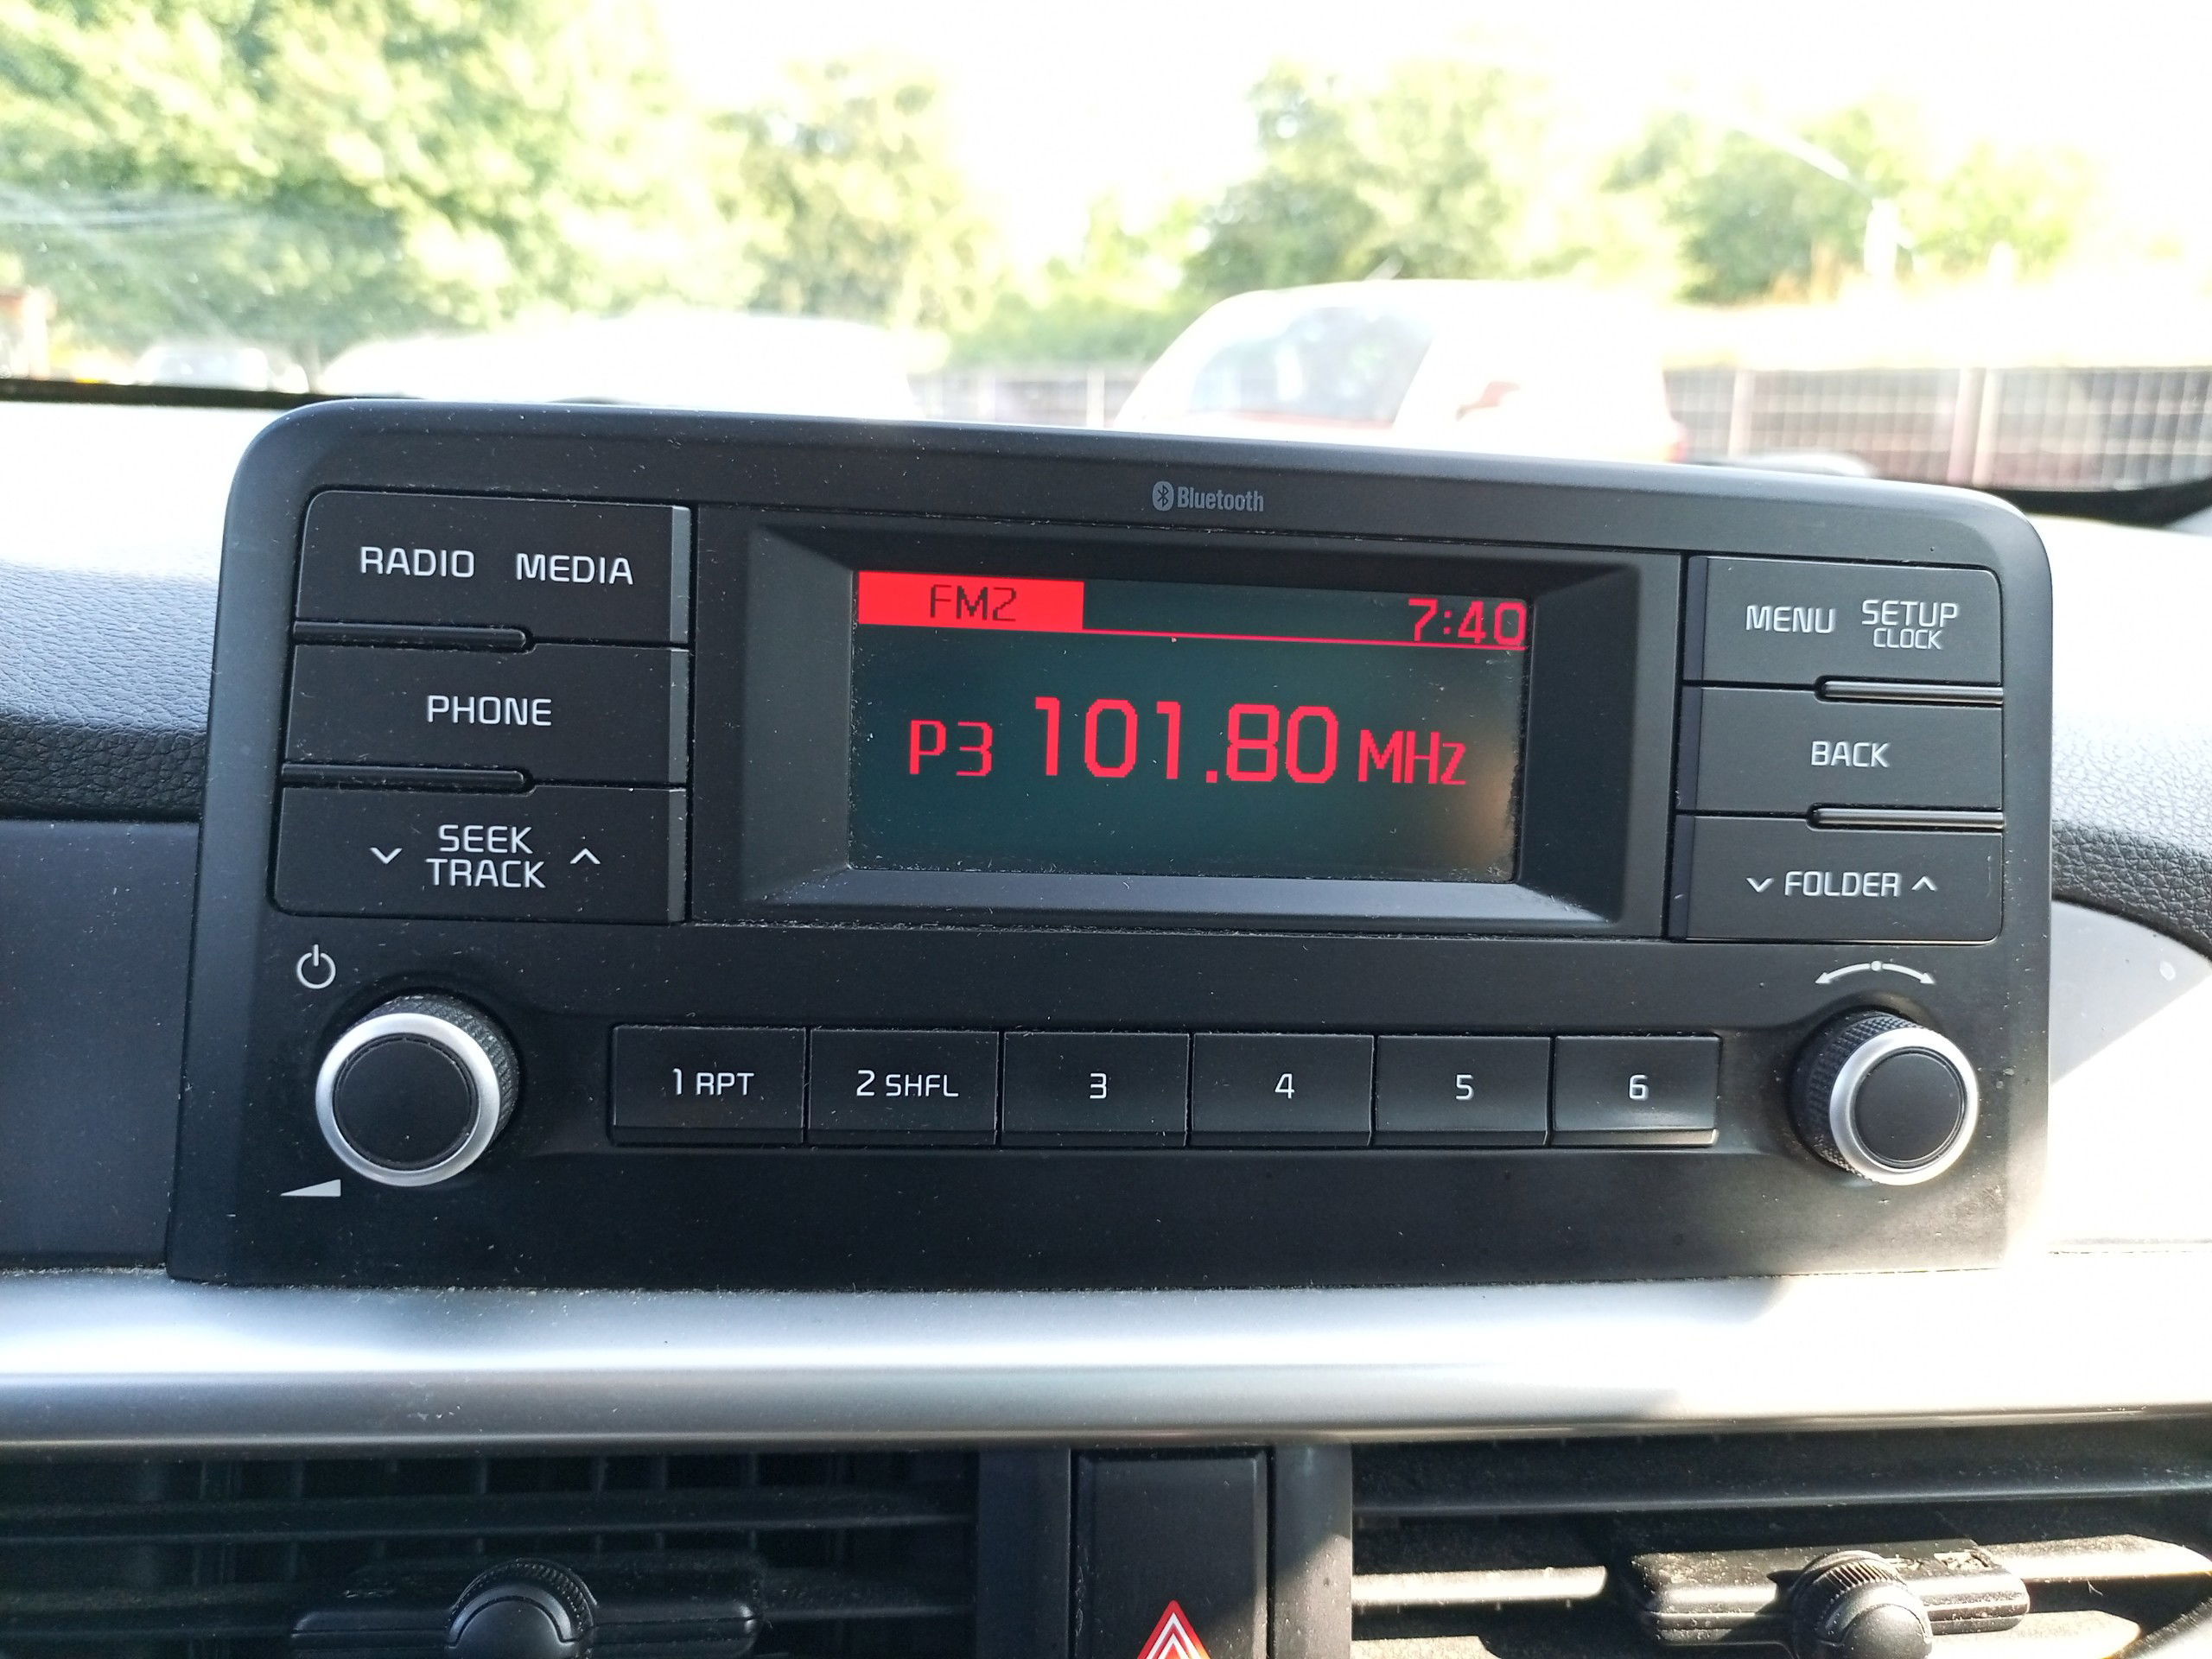 Bluetooth
RADIO MEDIA
FM2 7:40
MENU SETUP
CLOCK
PHONE
P3 101.80 MHz
BACK
SEEK
TRACK
FOLDER
1 RPT 2 SHFL 3 4 5 6